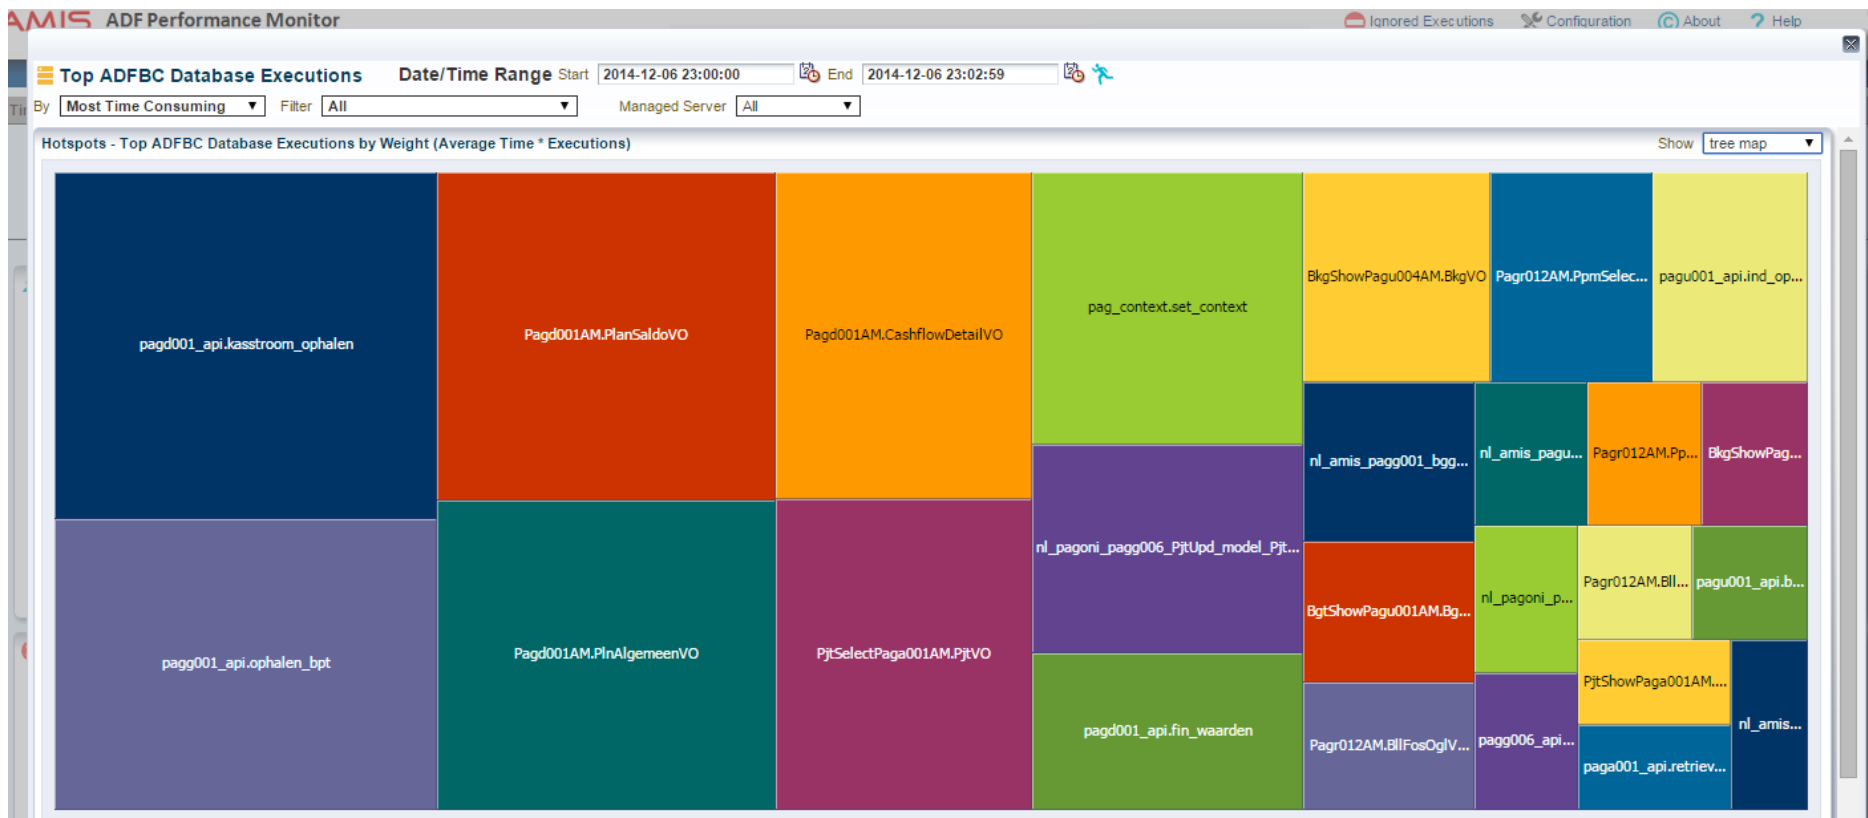 AMIS ADF Performance Monitor Ignored Executions Configuration About Help
Top ADFBC Database Executions Date/Time Range Start 2014-12-06 23:00:00 End 2014-12-06 23:02:59
By Most Time Consuming Filter All Managed Server All
Hotspots - Top ADFBC Database Executions by Weight (Average Time * Executions) Show tree map
pagd001_api.kasstroom_ophalen
pagg001_api.ophalen_bpt
Pagd001AM.PlanSaldoVO
Pagd001AM.PlnAlgemeenVO
Pagd001AM.CashflowDetailVO
PjtSelectPaga001AM.PjtVO
pag_context.set_context
nl_pagoni_pagg006_PjtUpd_model_Pjt...
pagd001_api.fin_waarden
BkgShowPagu004AM.BkgVO
Pagr012AM.PpmSelec...
pagu001_api.ind_op...
nl_amis_pagg001_bgg...
nl_amis_pagu...
Pagr012AM.Pp...
BkgShowPag...
BgtShowPagu001AM.Bg...
nl_pagoni_p...
Pagr012AM.Bll...
pagu001_api.b...
Pagr012AM.BllFosOglV...
pagg006_api...
PjtShowPaga001AM....
paga001_api.retriev...
nl_amis...